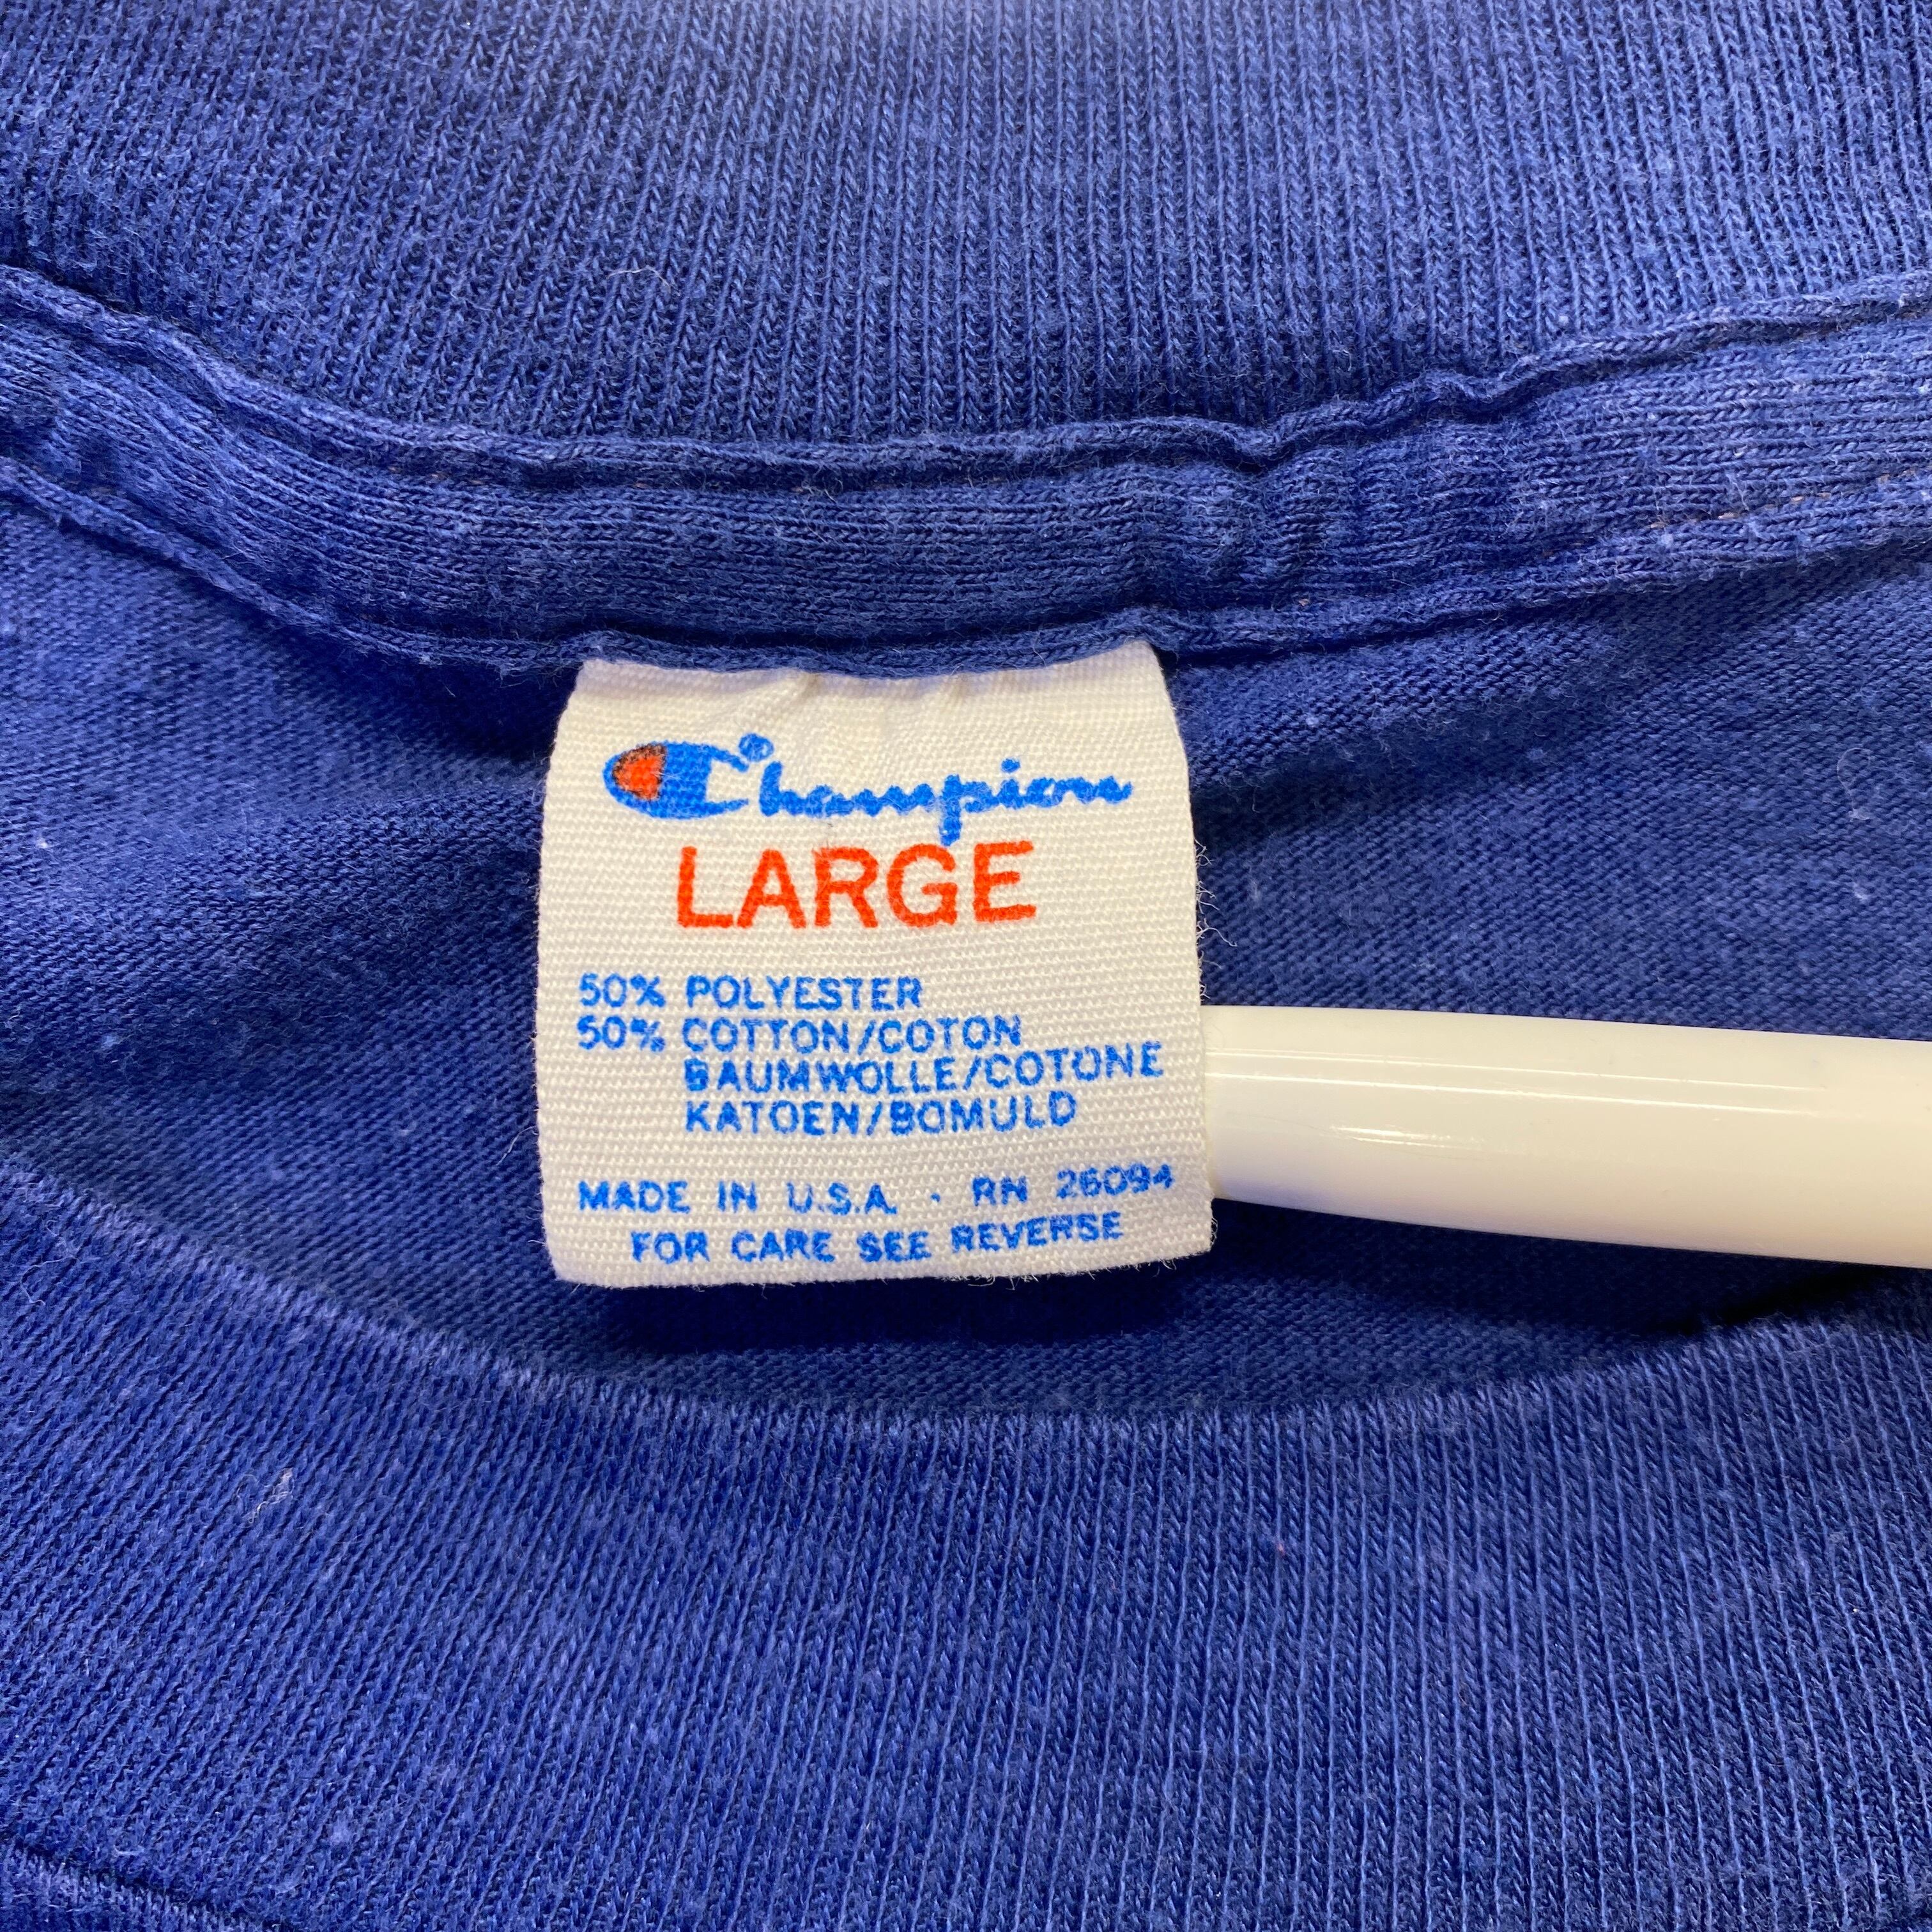 Champion®
LARGE
50% POLYESTER
50% COTTON/COTON
BAUMWOLLE/COTONE
KATOEN/BOMULD
MADE IN U.S.A. · RN 26094
FOR CARE SEE REVERSE